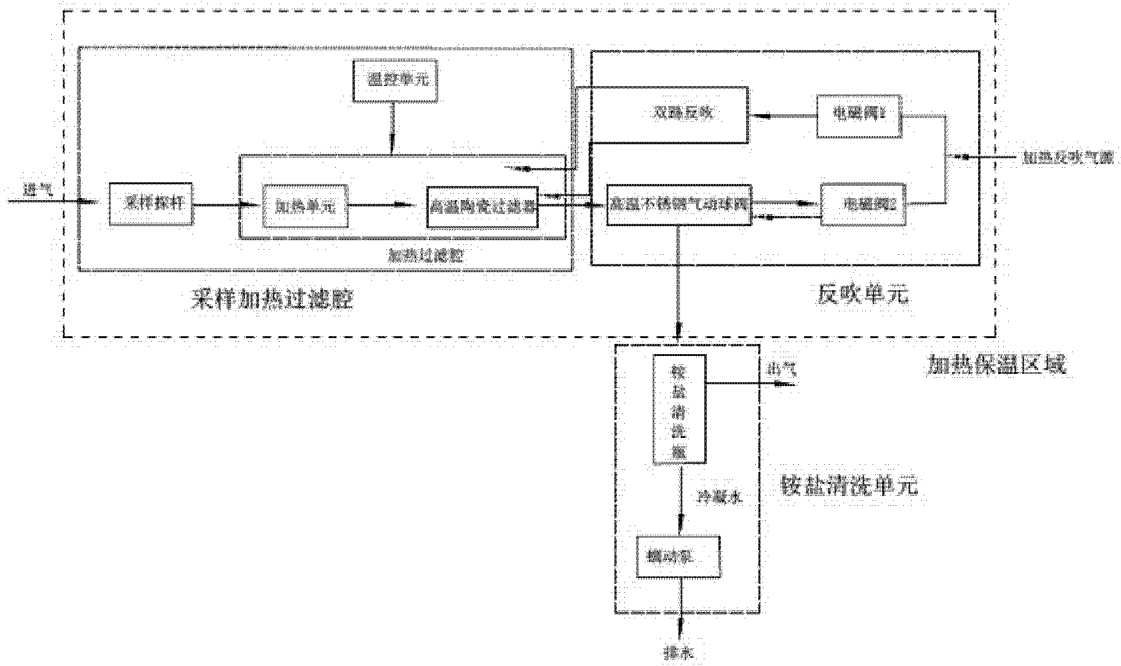 温控单元
双路反吹
电磁阀1
加热反吹气源
进气
采样探杆
加热单元
高温陶瓷过滤器
高温不锈钢气动球阀
电磁阀2
加热过滤腔
采样加热过滤腔
反吹单元
加热保温区域
铵盐清洗瓶
出气
铵盐清洗单元
冷凝水
蠕动泵
排水